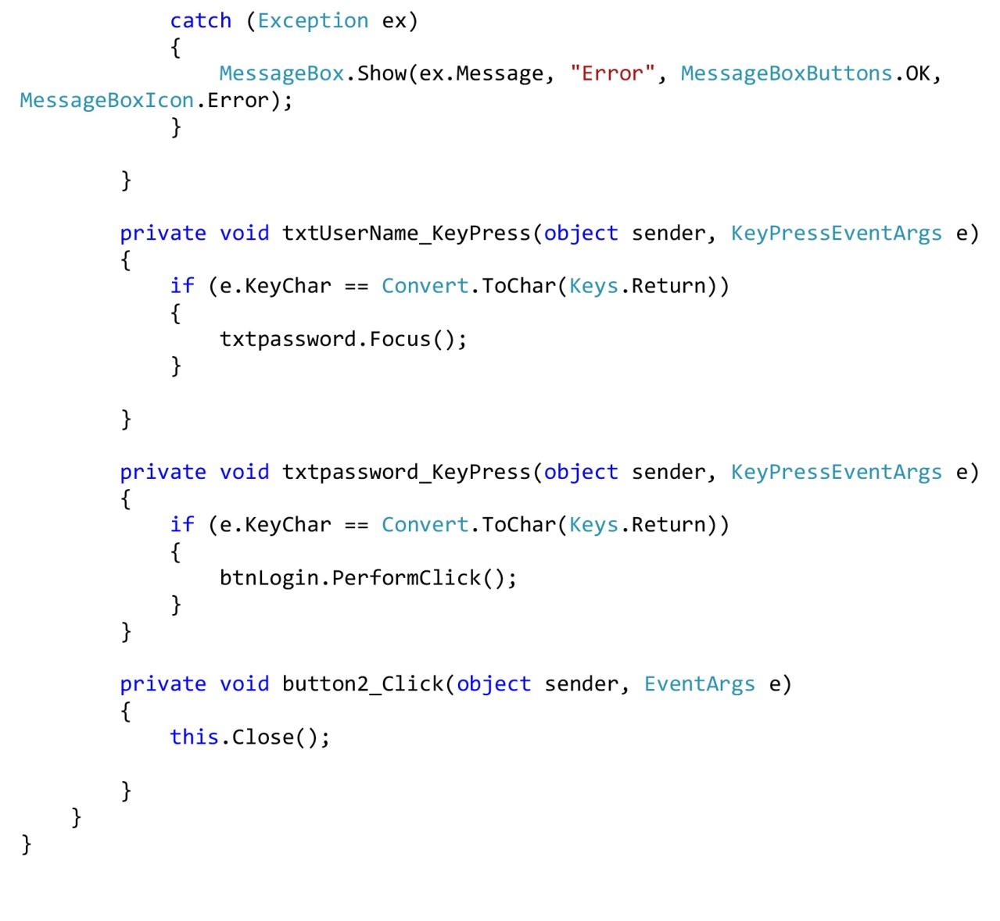 catch (Exception ex)
{
MessageBox.Show(ex.Message, "Error", MessageBoxButtons.OK,
MessageBoxIcon.Error);
}
}
private void txtUserName_KeyPress(object sender, KeyPressEventArgs e)
{
if (e.KeyChar == Convert.ToChar(Keys.Return))
{
txtpassword.Focus();
}
}
private void txtpassword_KeyPress(object sender, KeyPressEventArgs e)
{
if (e.KeyChar == Convert.ToChar(Keys.Return))
{
btnLogin.PerformClick();
}
}
private void button2_Click(object sender, EventArgs e)
{
this.Close();
}
}
}